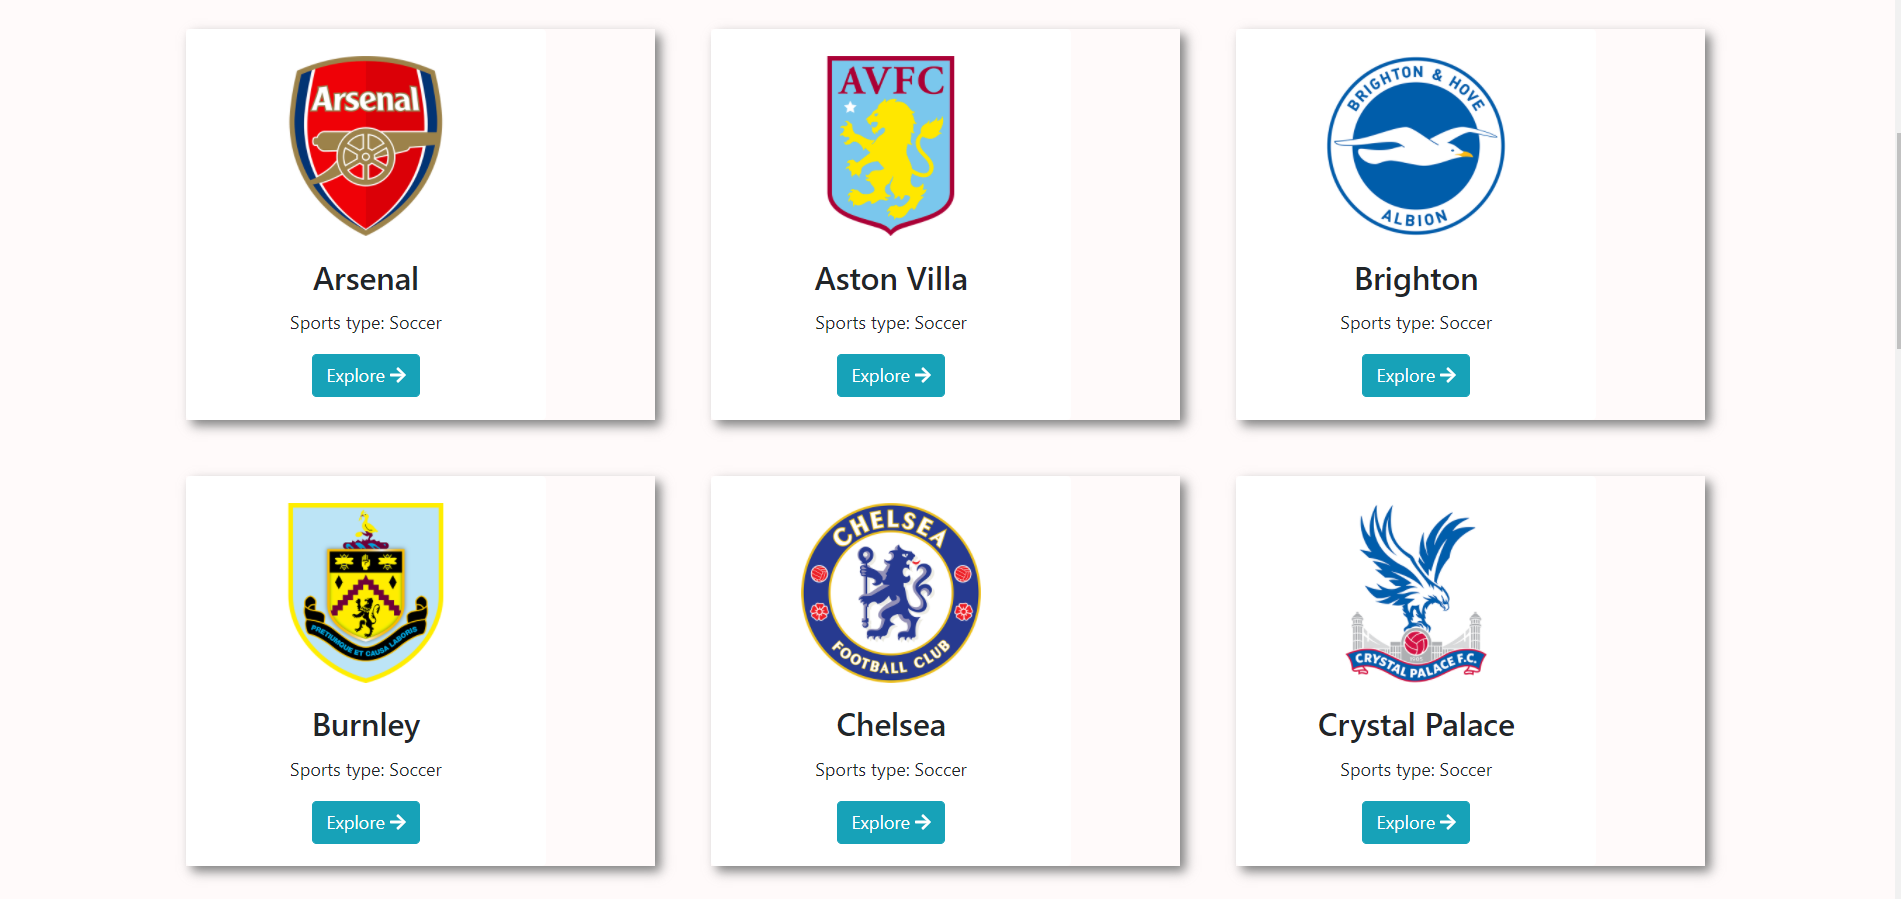 Arsenal
AVFC
BRIGHTON & HOVE
ALBION
Arsenal
Aston Villa
Brighton
Sports type: Soccer
Sports type: Soccer
Sports type: Soccer
Explore
Explore
Explore
PRETIUMQUE ET CAUSA LABORIS
CHELSEA
FOOTBALL CLUB
CRYSTAL PALACE F.C.
Burnley
Chelsea
Crystal Palace
Sports type: Soccer
Sports type: Soccer
Sports type: Soccer
Explore
Explore
Explore